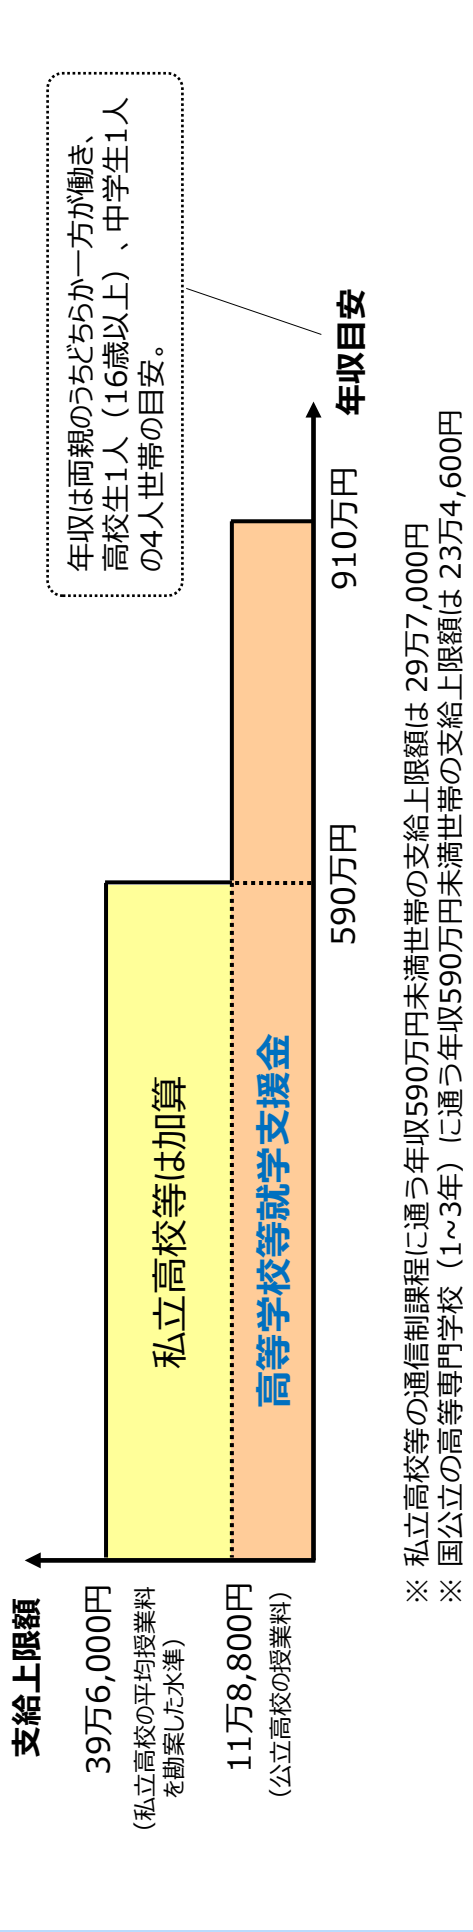 年収は両親のうちどちらか一方が働き、
高校生1人（16歳以上）、中学生1人
の4人世帯の目安。
支給上限額
39万6,000円
（私立高校の平均授業料
を勘案した水準）
私立高校等は加算
11万8,800円
（公立高校の授業料）
高等学校等就学支援金
590万円
910万円
年収目安
※ 私立高校等の通信制課程に通う年収590万円未満世帯の支給上限額は 29万7,000円
※ 国公立の高等専門学校（1~3年）に通う年収590万円未満世帯の支給上限額は 23万4,600円